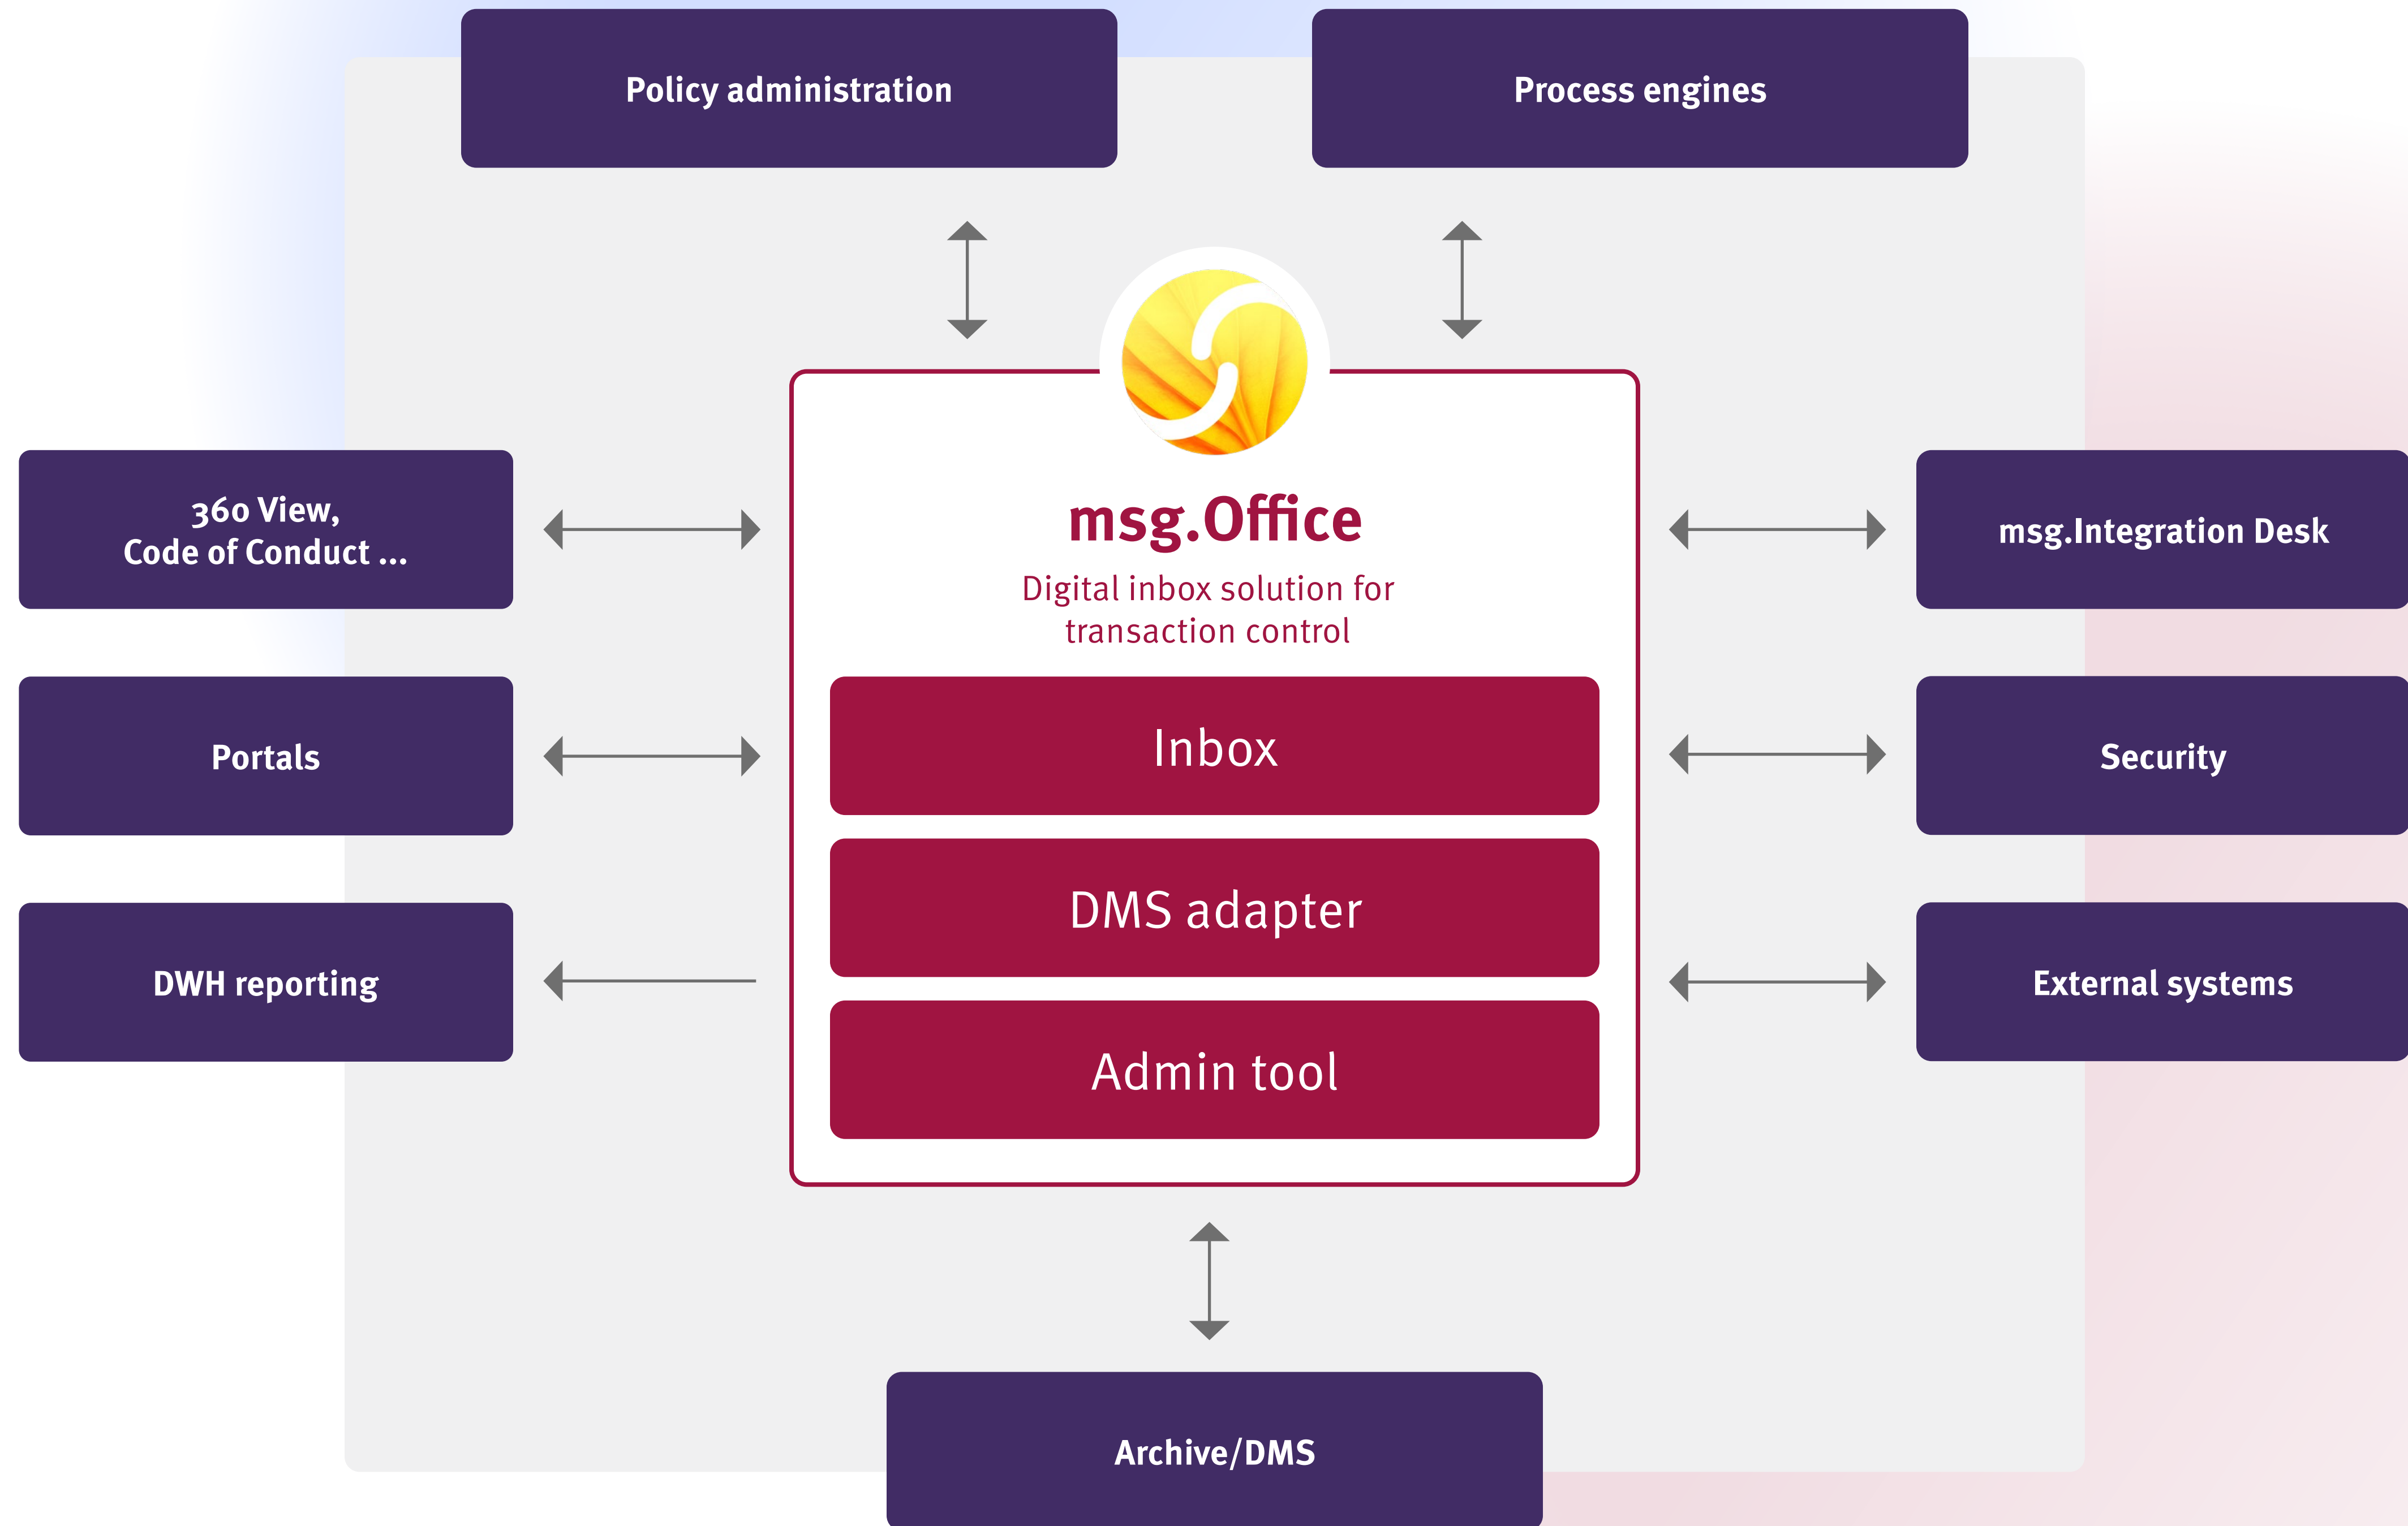 Policy administration
Process engines
360 View,
Code of Conduct ...
msg.Office
Digital inbox solution for
transaction control
msg.Integration Desk
Portals
Inbox
Security
DMS adapter
DWH reporting
External systems
Admin tool
Archive/DMS